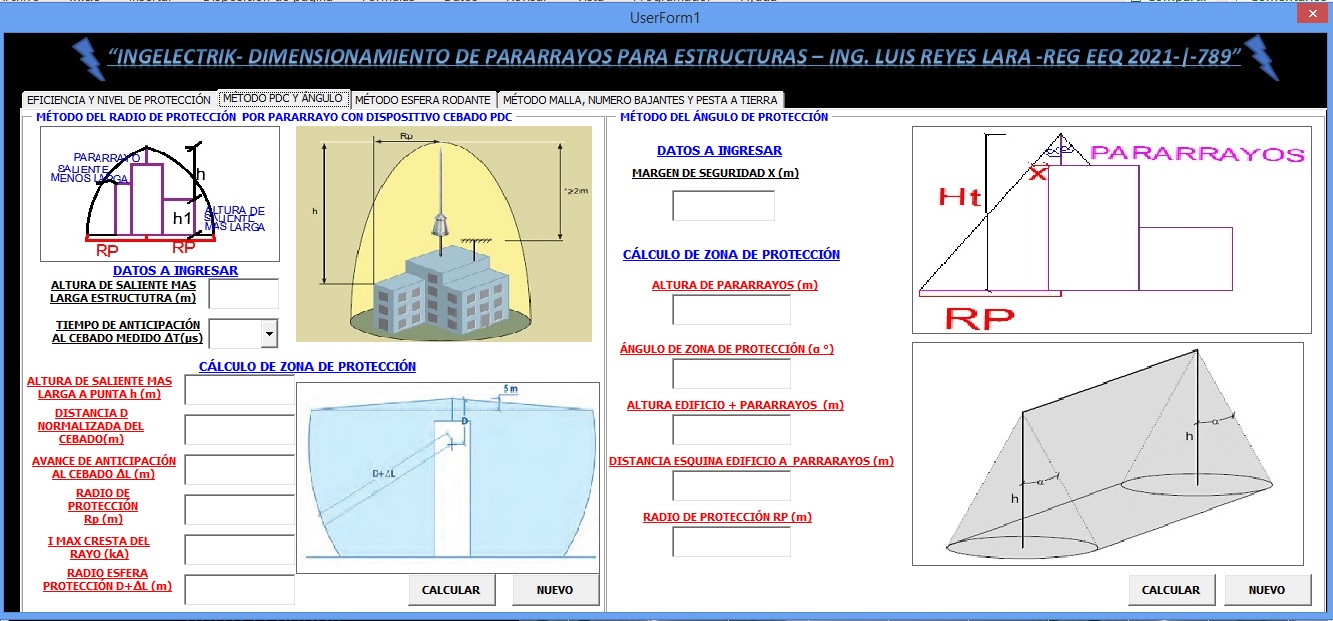 UserForm1
“INGELECTRIK- DIMENSIONAMIENTO DE PARARRAYOS PARA ESTRUCTURAS – ING. LUIS REYES LARA -REG EEQ 2021-|-789”
EFICIENCIA Y NIVEL DE PROTECCIÓN
MÉTODO PDC Y ÁNGULO
MÉTODO ESFERA RODANTE
MÉTODO MALLA, NUMERO BAJANTES Y PESTA A TIERRA
MÉTODO DEL RADIO DE PROTECCIÓN POR PARARRAYO CON DISPOSITIVO CEBADO PDC
PARARRAYO
SALIENTE
MENOS LARGA
h
h1
ALTURA DE
SALIENTE
MAS LARGA
RP
RP
Rp
h
DATOS A INGRESAR
ALTURA DE SALIENTE MAS
LARGA ESTRUCTUTRA (m)
TIEMPO DE ANTICIPACIÓN
AL CEBADO MEDIDO ΔT(µs)
CÁLCULO DE ZONA DE PROTECCIÓN
ALTURA DE SALIENTE MAS
LARGA A PUNTA h (m)
DISTANCIA D
NORMALIZADA DEL
CEBADO(m)
AVANCE DE ANTICIPACIÓN
AL CEBADO ΔL (m)
RADIO DE
PROTECCIÓN
Rp (m)
I MAX CRESTA DEL
RAYO (kA)
RADIO ESFERA
PROTECCIÓN D+ΔL (m)
5 m
D
D+ΔL
CALCULAR
NUEVO
MÉTODO DEL ÁNGULO DE PROTECCIÓN
DATOS A INGRESAR
MARGEN DE SEGURIDAD X (m)
CÁLCULO DE ZONA DE PROTECCIÓN
ALTURA DE PARARRAYOS (m)
ÁNGULO DE ZONA DE PROTECCIÓN (α °)
ALTURA EDIFICIO + PARARRAYOS (m)
DISTANCIA ESQUINA EDIFICIO A PARRARAYOS (m)
RADIO DE PROTECCIÓN RP (m)
PARARRAYOS
X
Ht
RP
h
α
h
α
CALCULAR
NUEVO